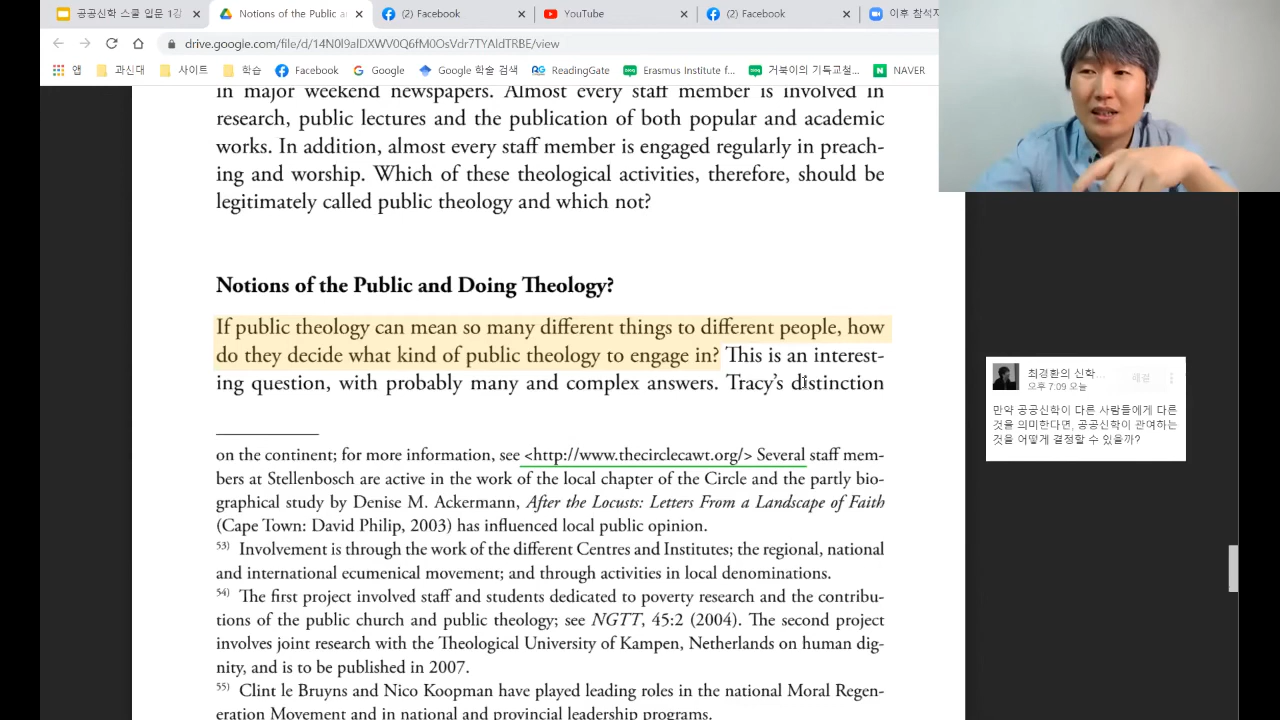 공공신학 스쿨 입문 1강
Notions of the Public a
(2) Facebook
YouTube
(2) Facebook
이후 참석자
drive.google.com/file/d/14N0l9alDXWV0Q6fM0OsVdr7TYAldTRBE/view
앱
과신대
사이트
학습
Facebook
Google
Google 학술 검색
ReadingGate
Erasmus Institute f...
거북이의 기독교철...
NAVER
in major weekend newspapers. Almost every staff member is involved in
research, public lectures and the publication of both popular and academic
works. In addition, almost every staff member is engaged regularly in preach-
ing and worship. Which of these theological activities, therefore, should be
legitimately called public theology and which not?
Notions of the Public and Doing Theology?
If public theology can mean so many different things to different people, how
do they decide what kind of public theology to engage in? This is an interest-
ing question, with probably many and complex answers. Tracy's distinction
on the continent; for more information, see <http://www.thecirclecawt.org/> Several staff mem-
bers at Stellenbosch are active in the work of the local chapter of the Circle and the partly bio-
graphical study by Denise M. Ackermann, After the Locusts: Letters From a Landscape of Faith
(Cape Town: David Philip, 2003) has influenced local public opinion.
53) Involvement is through the work of the different Centres and Institutes; the regional, national
and international ecumenical movement; and through activities in local denominations.
54) The first project involved staff and students dedicated to poverty research and the contribu-
tions of the public church and public theology; see NGTT, 45:2 (2004). The second project
involves joint research with the Theological University of Kampen, Netherlands on human dig-
nity, and is to be published in 2007.
55) Clint le Bruyns and Nico Koopman have played leading roles in the national Moral Regen-
eration Movement and in national and provincial leadership programs.
최경환의 신학...
해결
오후 7:09 오늘
만약 공공신학이 다른 사람들에게 다른
것을 의미한다면, 공공신학이 관여하는
것을 어떻게 결정할 수 있을까?